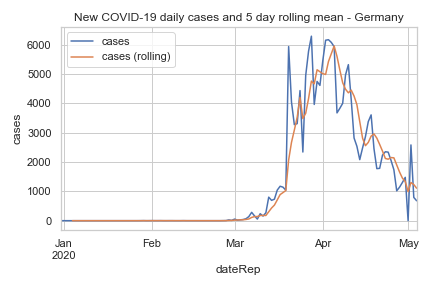 New COVID-19 daily cases and 5 day rolling mean - Germany
cases
cases (rolling)
6000
5000
4000
3000
2000
1000
0
cases
Jan
2020
Feb
Mar
Apr
May
dateRep